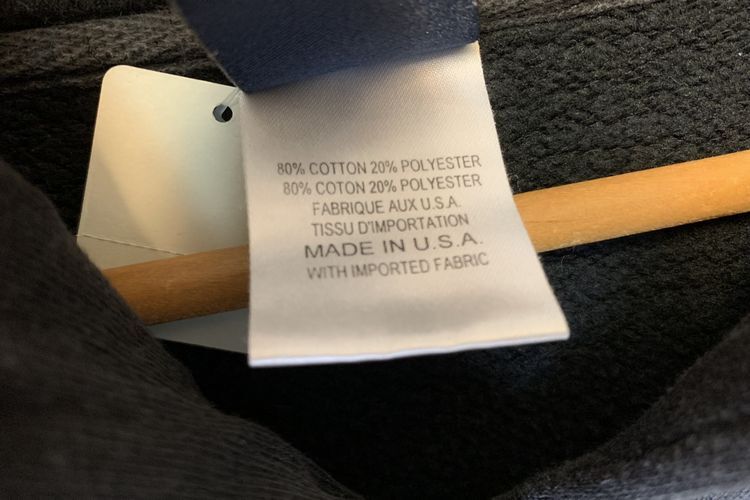 80% COTTON 20% POLYESTER
80% COTON 20% POLYESTER
FABRIQUE AUX U.S.A.
TISSU D'IMPORTATION
MADE IN U.S.A.
WITH IMPORTED FABRIC